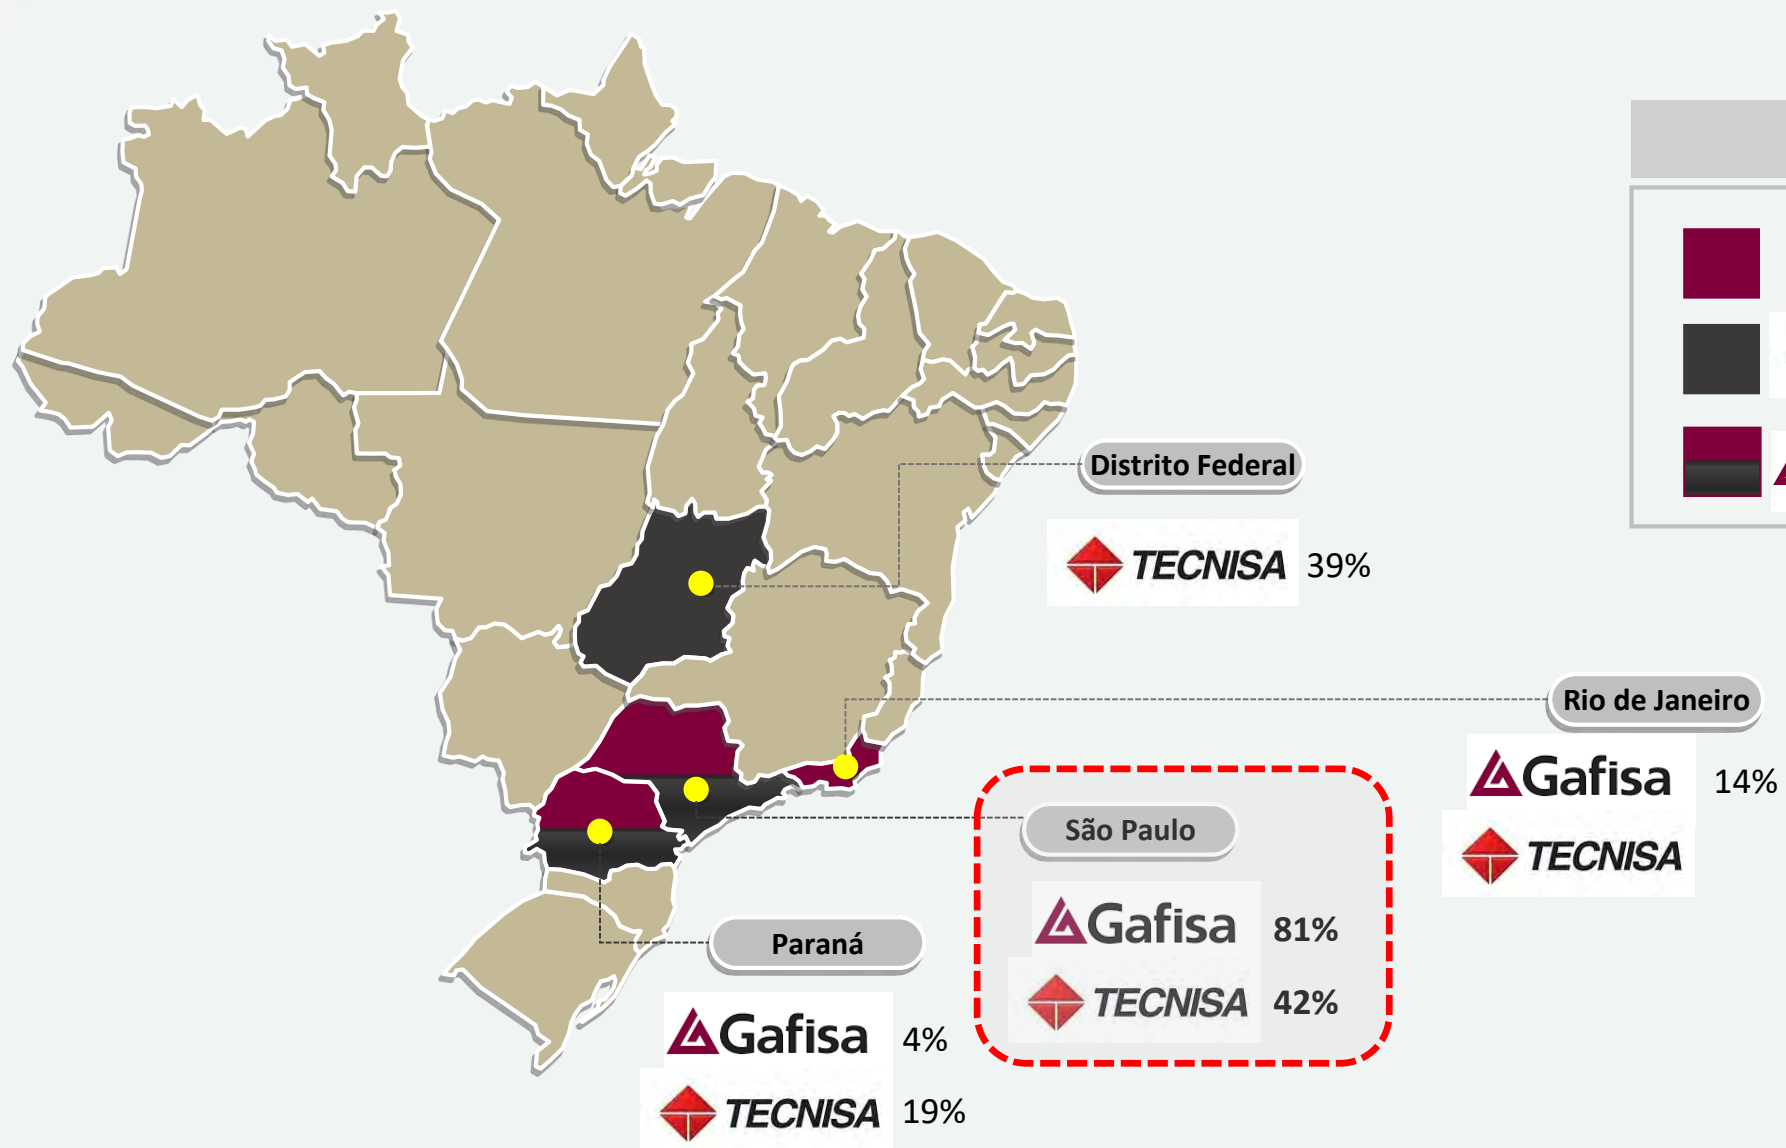 Distrito Federal
TECNISA 39%
Rio de Janeiro
Gafisa 14%
TECNISA
São Paulo
Gafisa 81%
TECNISA 42%
Paraná
Gafisa 4%
TECNISA 19%